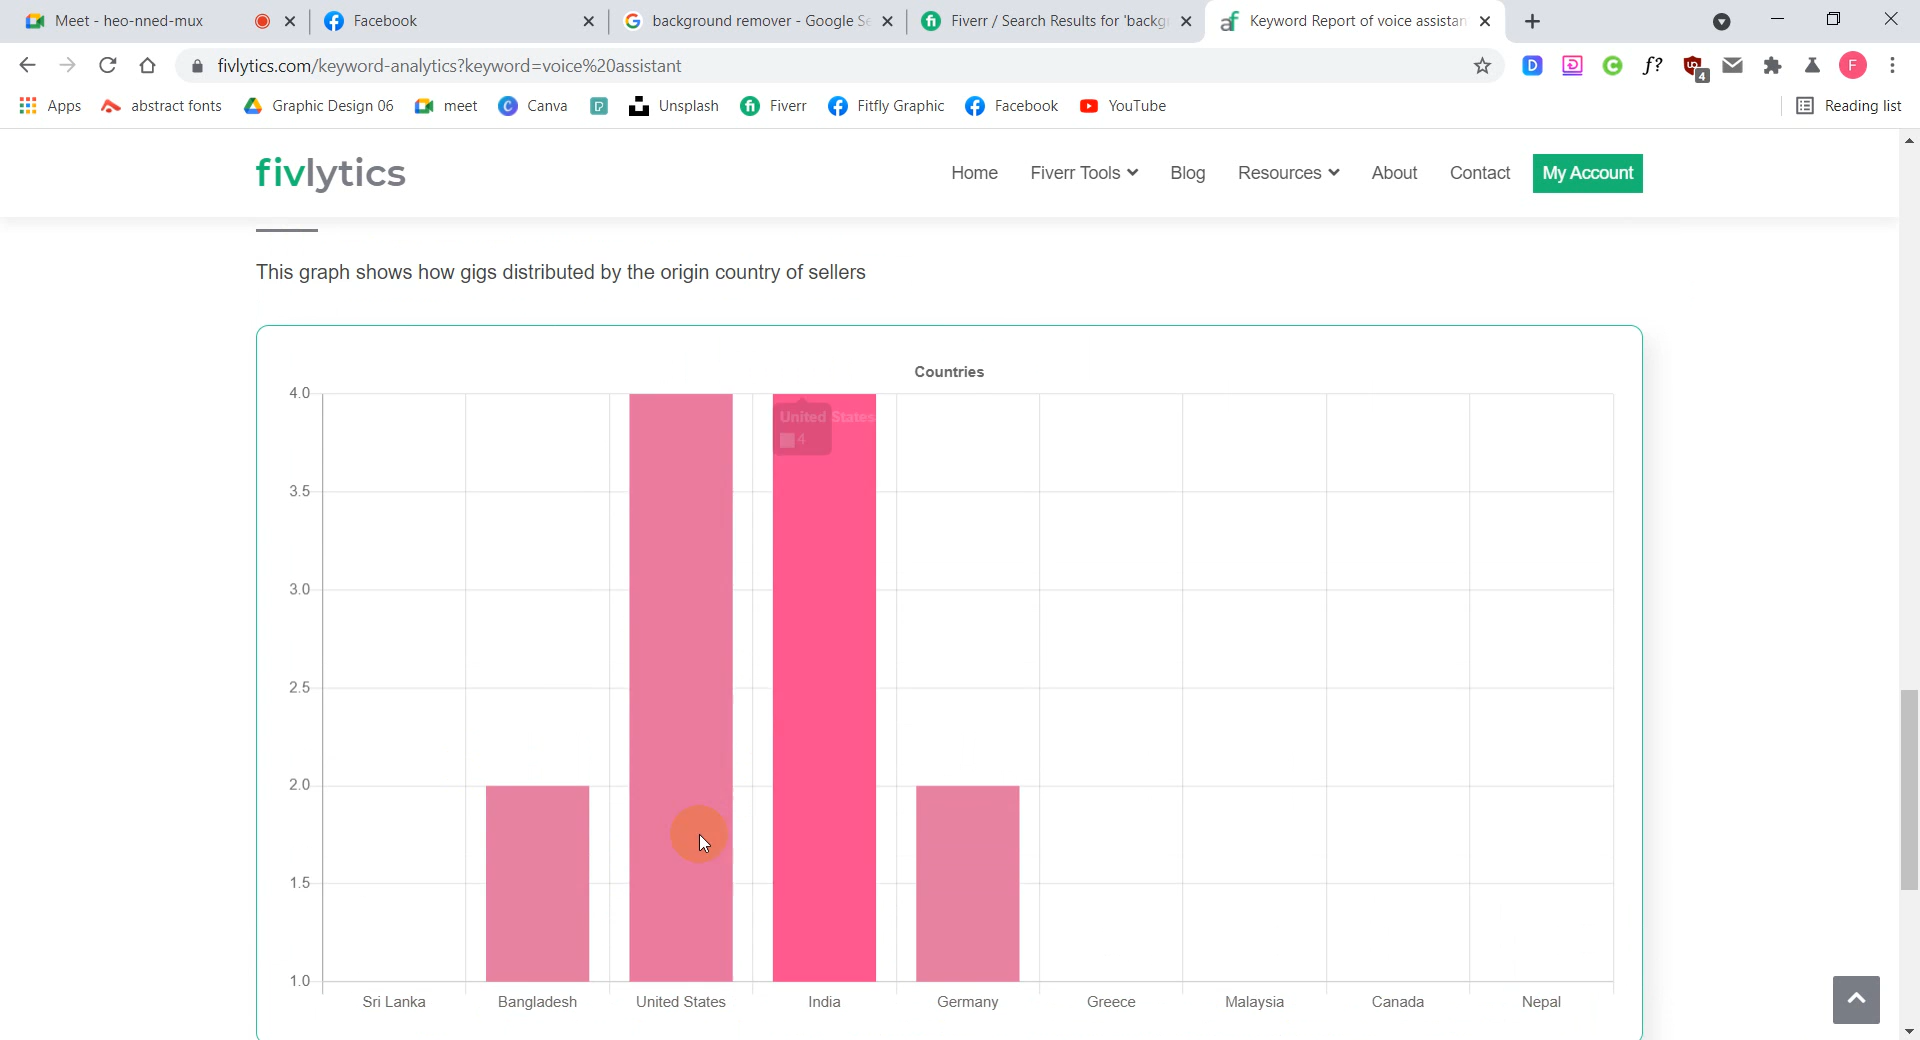 Meet - heo-nned-mux
Facebook
background remover - Google Se
Fiverr / Search Results for 'backgr
Keyword Report of voice assistan
fivlytics.com/keyword-analytics?keyword=voice%20assistant
4
F
Apps
abstract fonts
Graphic Design 06
meet
Canva
Unsplash
Fiverr
Fitfly Graphic
Facebook
YouTube
Reading list
fivlytics
Home
Fiverr Tools
Blog
Resources
About
Contact
My Account
This graph shows how gigs distributed by the origin country of sellers
Countries
4.0
United States
4
3.5
3.0
2.5
2.0
1.5
1.0
Sri Lanka
Bangladesh
United States
India
Germany
Greece
Malaysia
Canada
Nepal